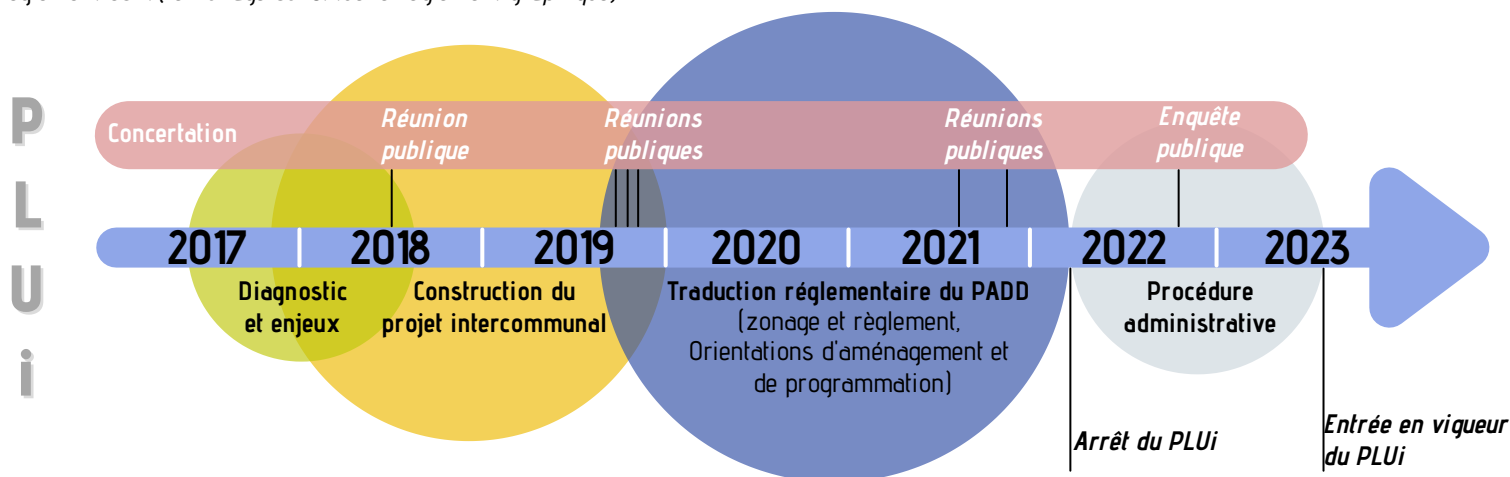 P
L
U
i
Concertation
Réunion
publique
Réunions
publiques
Réunions
publiques
Enquête
publique
2017
2018
2019
2020
2021
2022
2023
Diagnostic
et enjeux
Construction du
projet intercommunal
Traduction réglementaire du PADD
(zonage et règlement,
Orientations d'aménagement et
de programmation)
Procédure
administrative
Arrêt du PLUi
Entrée en vigueur
du PLUi